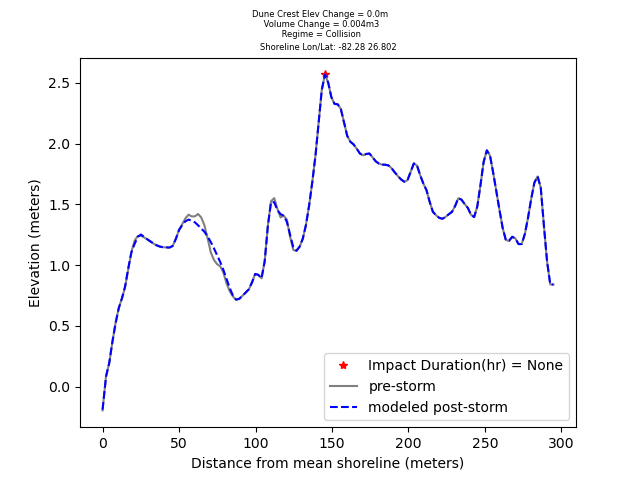 Dune Crest Elev Change = 0.0m
Volume Change = 0.004m3
Regime = Collision
Shoreline Lon/Lat: -82.28 26.802
2.5
2.0
1.5
1.0
0.5
0.0
Elevation (meters)
Impact Duration(hr) = None
pre-storm
modeled post-storm
0 50 100 150 200 250 300
Distance from mean shoreline (meters)